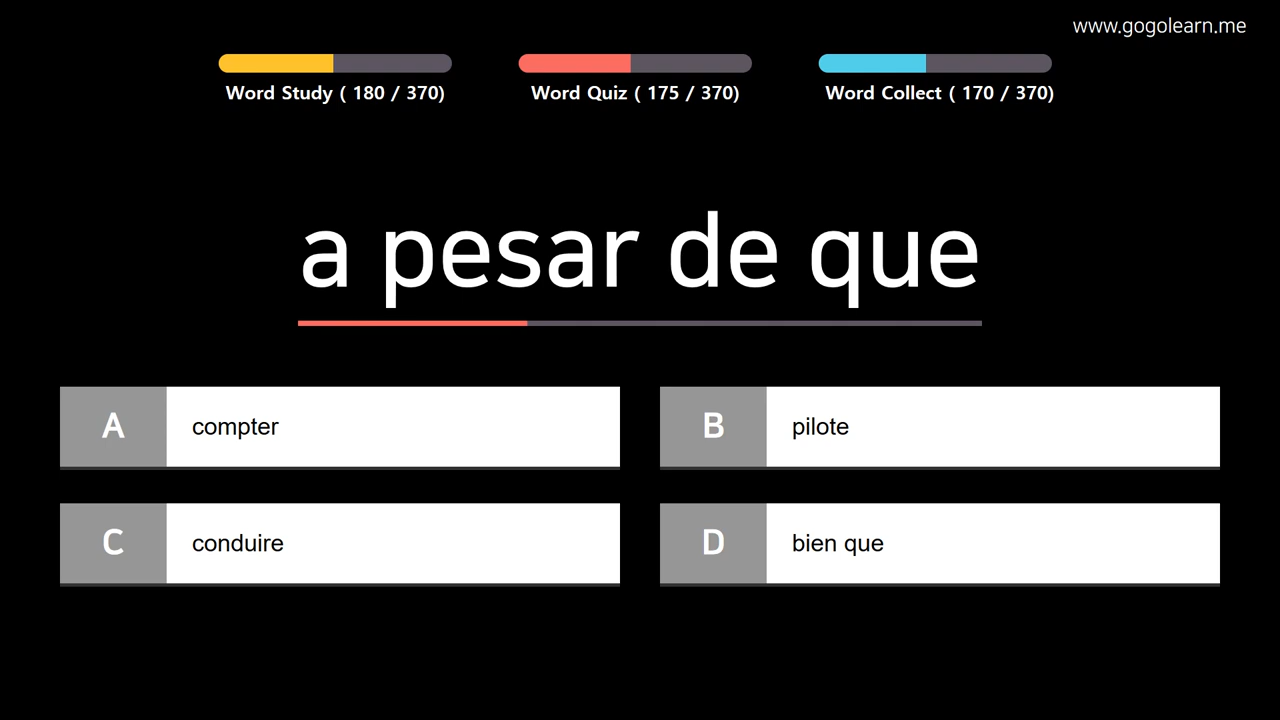 www.gogolearn.me
Word Study ( 180 / 370)
Word Quiz ( 175 / 370)
Word Collect ( 170 / 370)
a pesar de que
A compter
B pilote
C conduire
D bien que